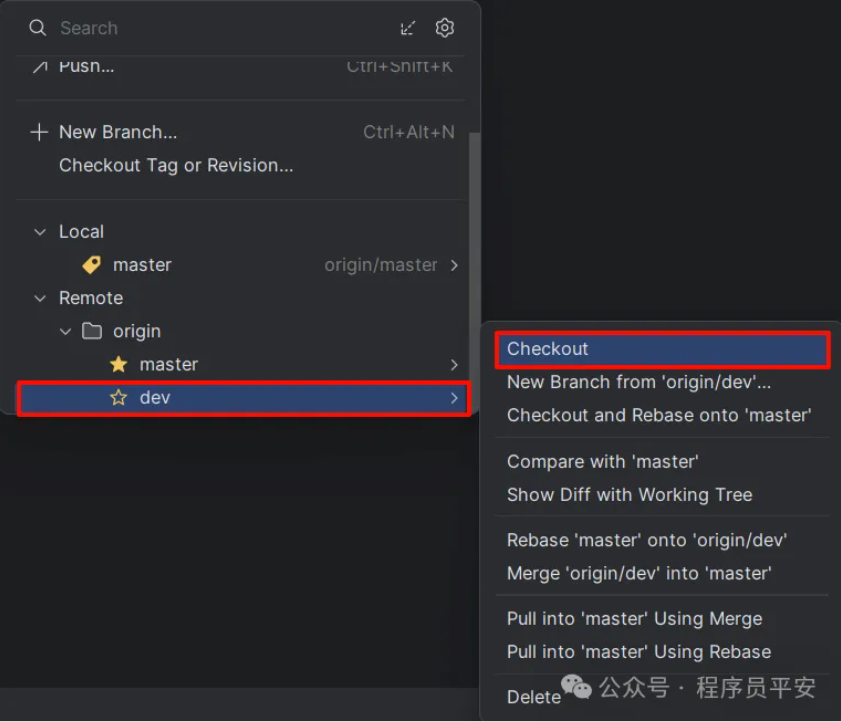 Search
Push... Ctrl+Shift+K
New Branch... Ctrl+Alt+N
Checkout Tag or Revision...
Local
master origin/master
Remote
origin
master
dev
Checkout
New Branch from 'origin/dev'...
Checkout and Rebase onto 'master'
Compare with 'master'
Show Diff with Working Tree
Rebase 'master' onto 'origin/dev'
Merge 'origin/dev' into 'master'
Pull into 'master' Using Merge
Pull into 'master' Using Rebase
Delete
公众号 · 程序员平安